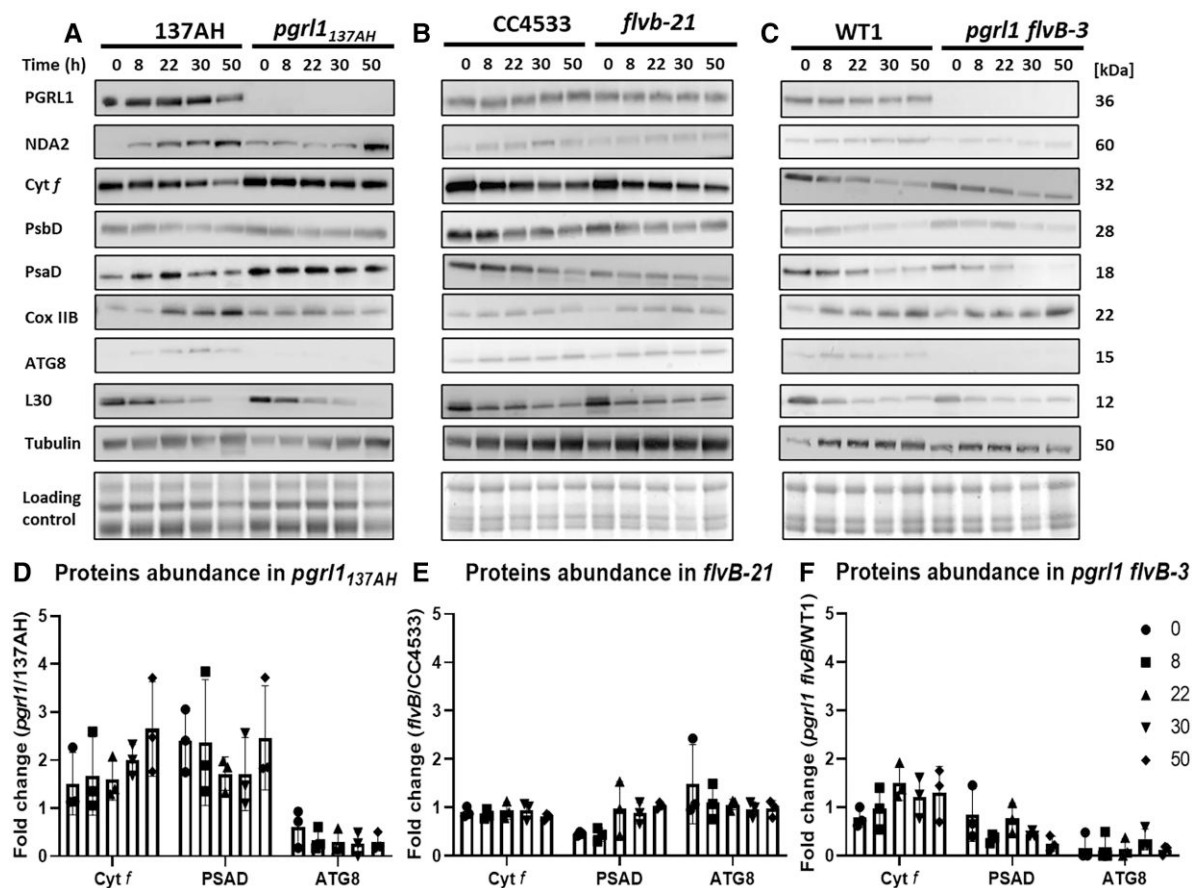 A 137AH pgrl1137AH B CC4533 flvb-21 C WT1 pgrl1 flvB-3
Time (h) 0 8 22 30 50 0 8 22 30 50 0 8 22 30 50 0 8 22 30 50 0 8 22 30 50 0 8 22 30 50 [kDa]
PGRL1 36
NDA2 60
Cyt f 32
PsbD 28
PsaD 18
Cox IIB 22
ATG8 15
L30 12
Tubulin 50
Loading
control
D Proteins abundance in pgrl1137AH
Fold change (pgrl1/137AH)
5
4
3
2
1
0
Cyt f PSAD ATG8
E Proteins abundance in flvB-21
Fold change (flvB/CC4533)
5
4
3
2
1
0
Cyt f PSAD ATG8
F Proteins abundance in pgrl1 flvB-3
Fold change (pgrl1 flvB/WT1)
5
4
3
2
1
0
Cyt f PSAD ATG8
0
8
22
30
50